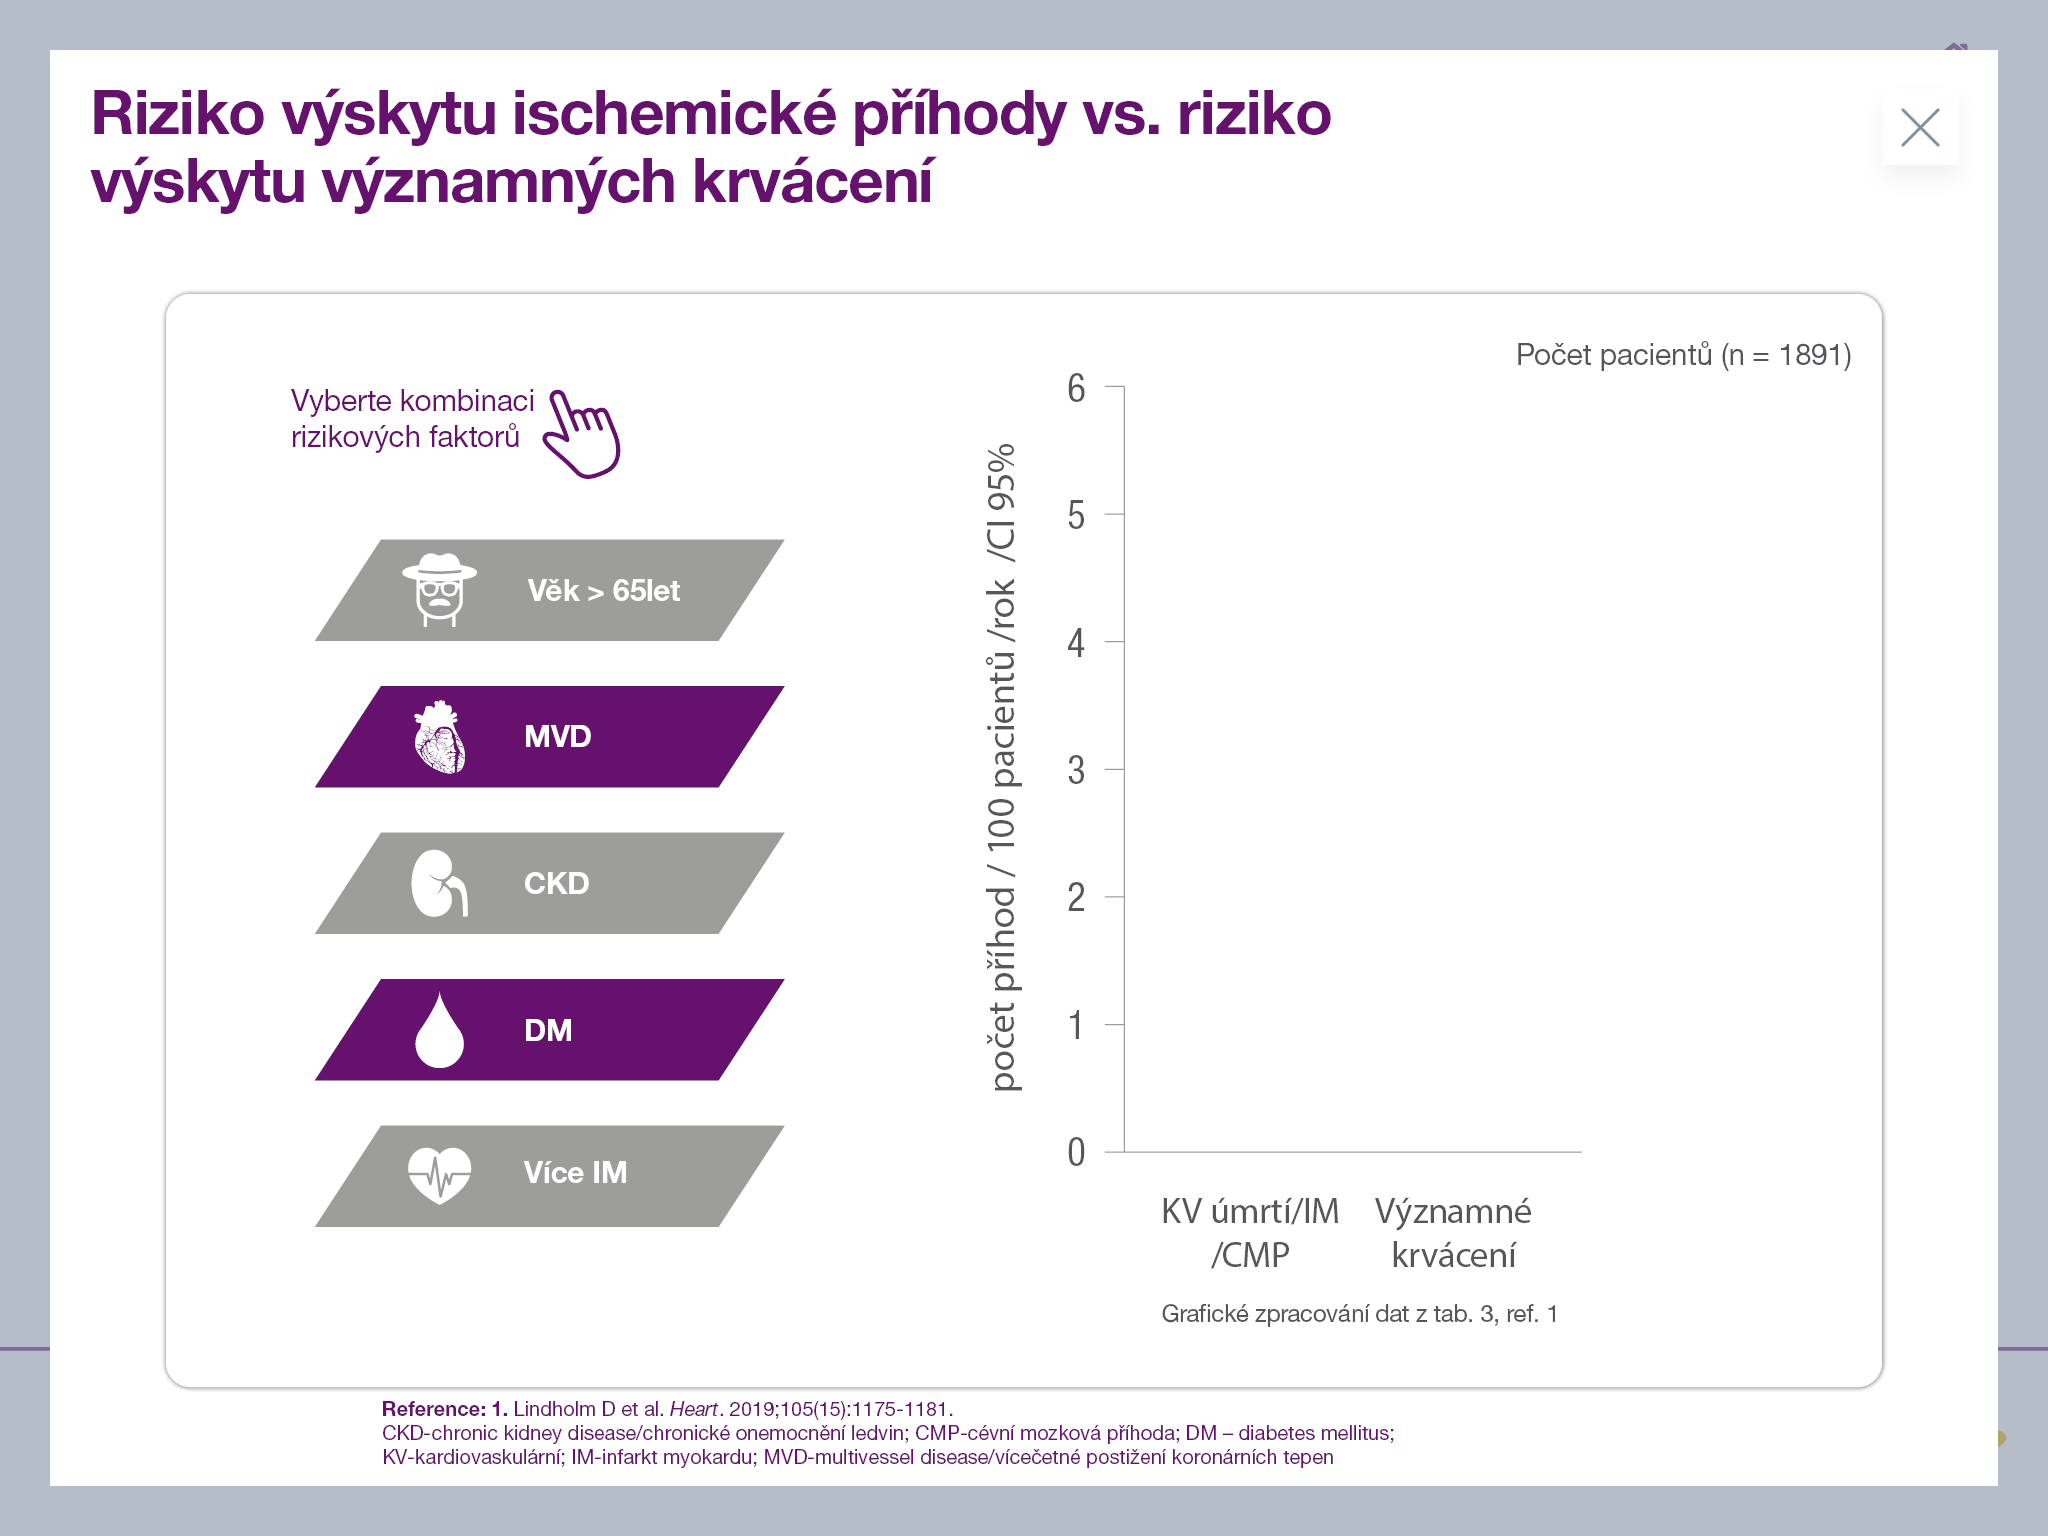 Riziko výskytu ischemické příhody vs. riziko
výskytu významných krvácení
Počet pacientů (n = 1891)
Vyberte kombinaci
rizikových faktorů
Věk > 65let
MVD
CKD
DM
Více IM
počet příhod / 100 pacientů /rok /CI 95%
6
5
4
3
2
1
0
KV úmrtí/IM
/CMP
Významné
krvácení
Grafické zpracování dat z tab. 3, ref. 1
Reference: 1. Lindholm D et al. Heart. 2019;105(15):1175-1181.
CKD-chronic kidney disease/chronické onemocnění ledvin; CMP-cévní mozková příhoda; DM – diabetes mellitus;
KV-kardiovaskulární; IM-infarkt myokardu; MVD-multivessel disease/vícečetné postižení koronárních tepen